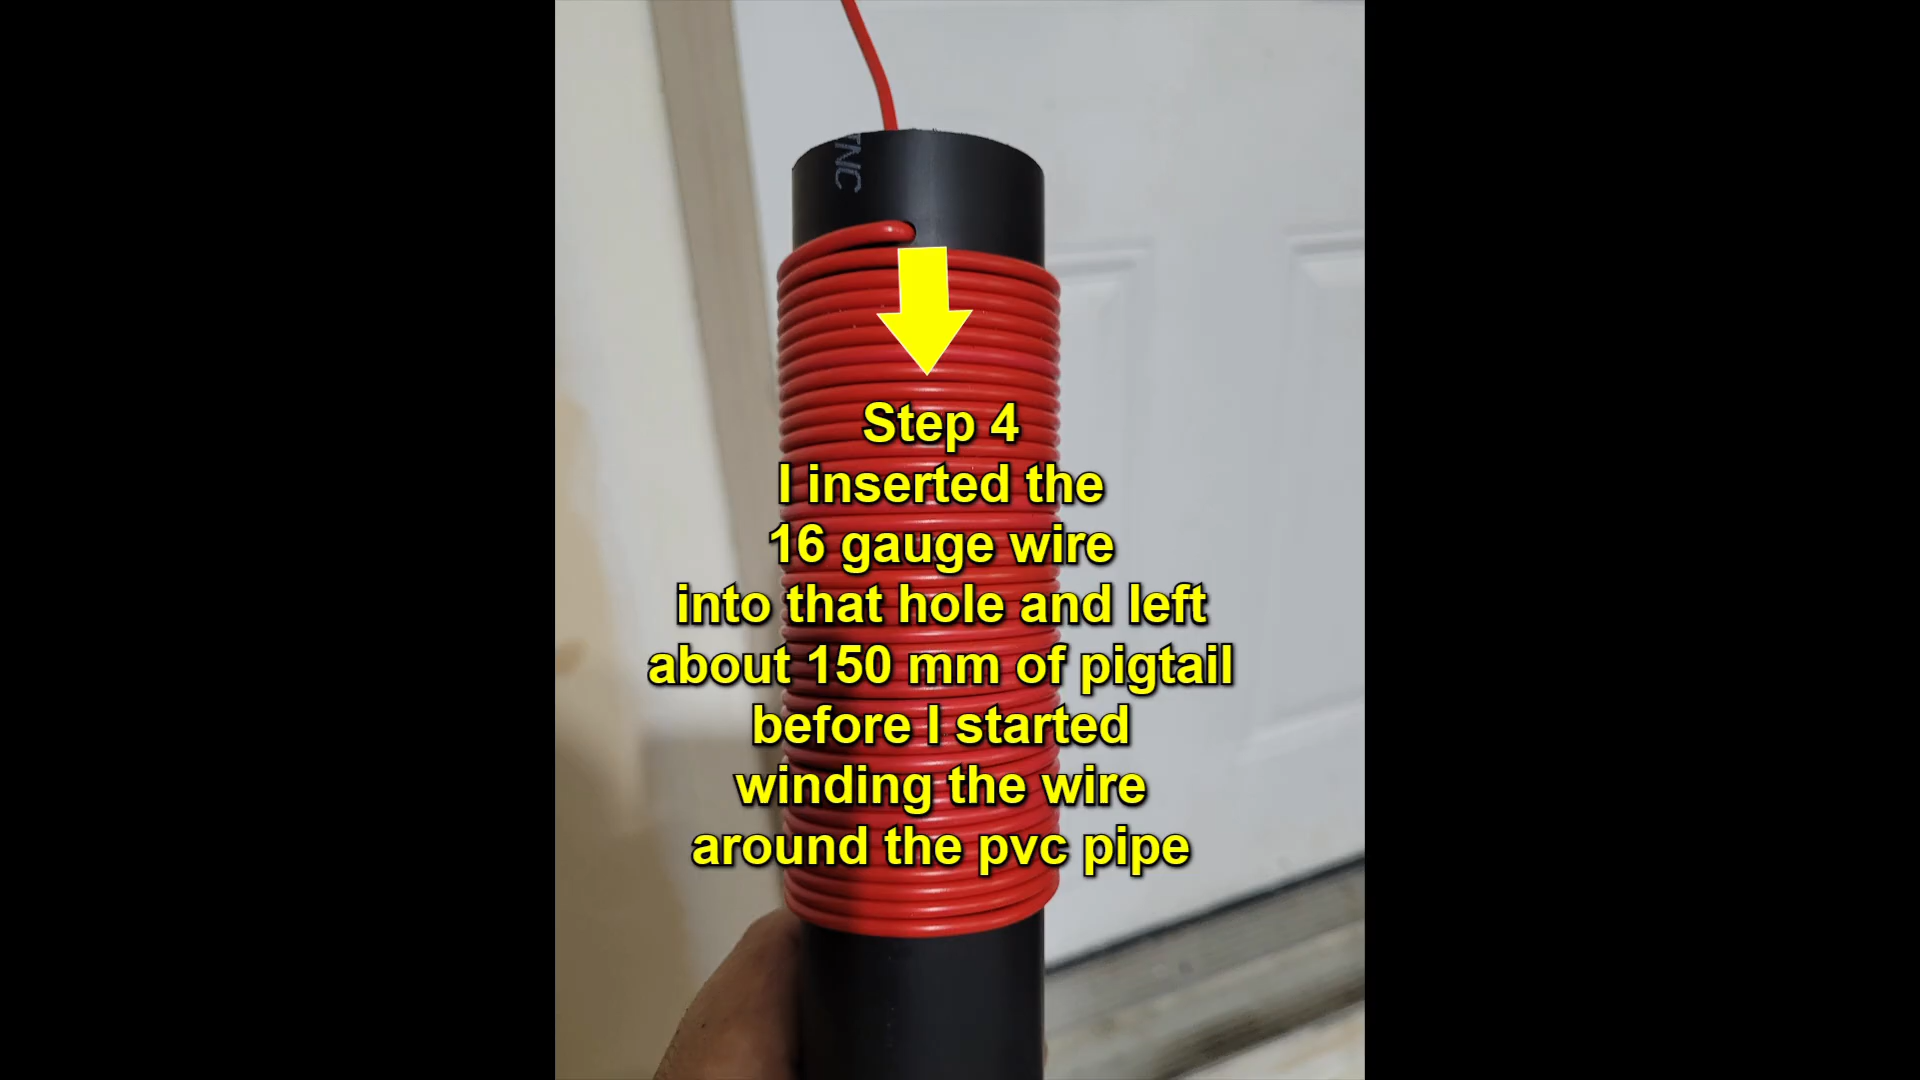 TNC
Step 4
I inserted the
16 gauge wire
into that hole and left
about 150 mm of pigtail
before I started
winding the wire
around the pvc pipe